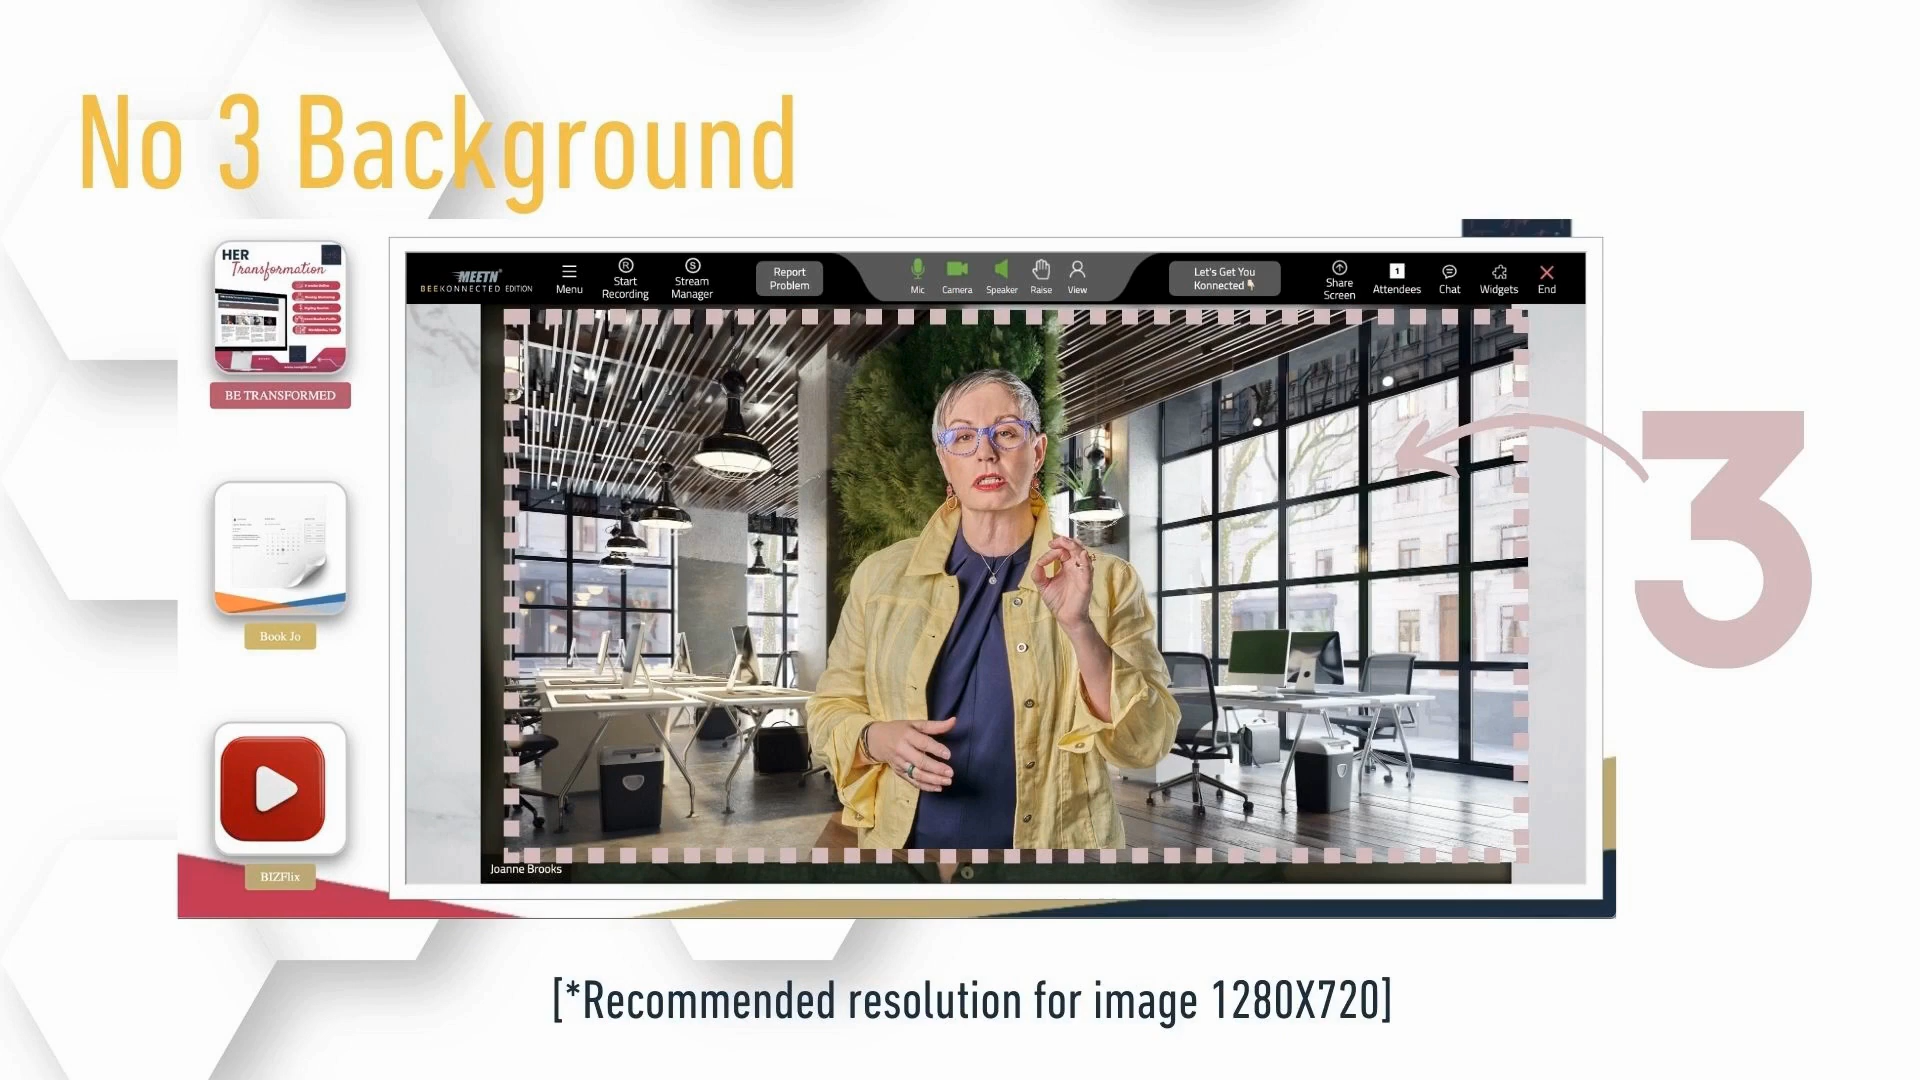 No 3 Background
HER
Transformation
BE TRANSFORMED
Book Jo
BIZFlix
MEETN
BEEKONNECTED EDITION
Menu
Start
Recording
Stream
Manager
Report
Problem
Mic
Camera
Speaker
Raise
View
Let's Get You
Konnected👇🏻
Share
Screen
1
Attendees
Chat
Widgets
End
3
Joanne Brooks
[*Recommended resolution for image 1280X720]